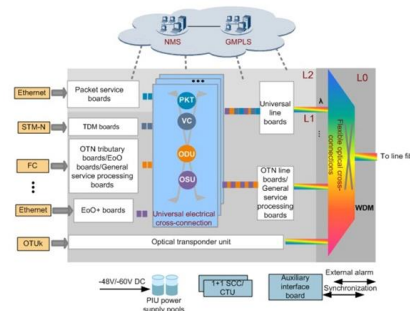 NMS
GMPLS
L2
L0
Ethernet
Packet service
boards
PKT
Universal
line
boards
λ
L1
STM-N
TDM boards
VC
FC
OTN tributary
boards/EoO
boards/General
service processing
boards
ODU
OSU
OTN line
boards/
General
service
processing
boards
Flexible optical cross-
connections
To line fi
WDM
Ethernet
EoO+ boards
Universal electrical
cross-connection
OTUk
Optical transponder unit
-48V/-60V DC
PIU power
supply pools
1+1 SCC/
CTU
Auxiliary
interface
board
External alarm
Synchronization